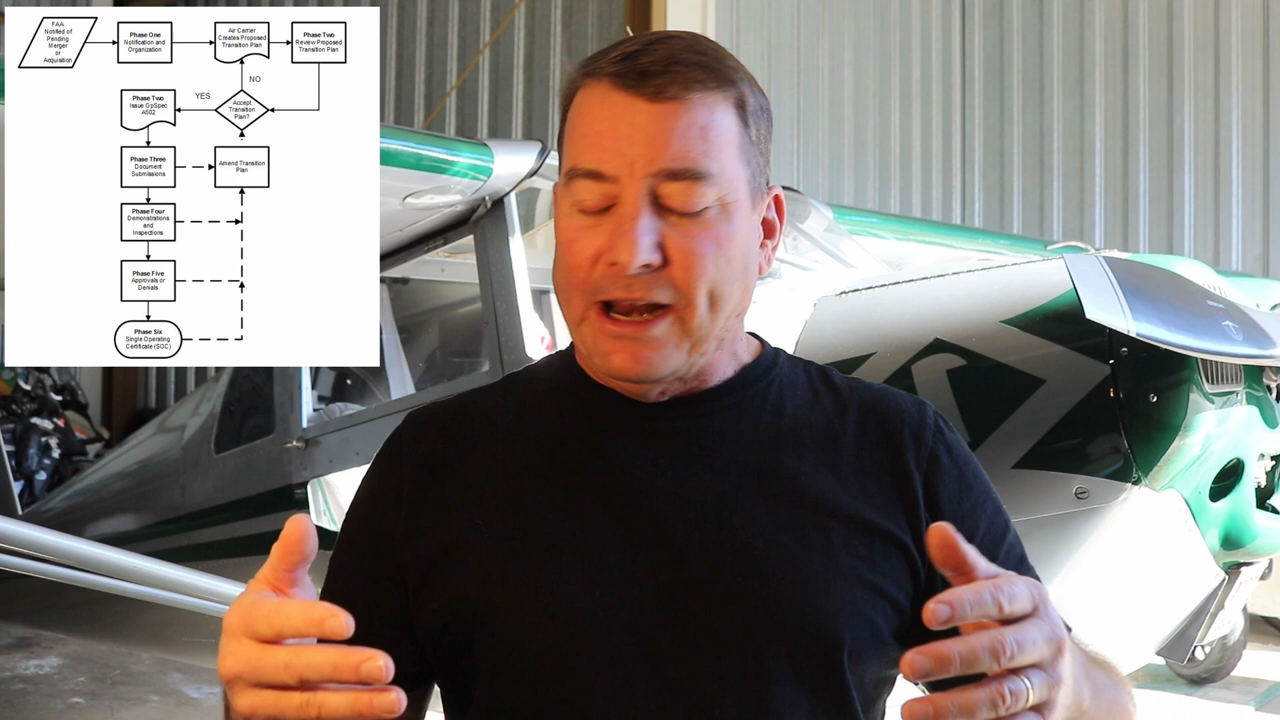 FAA
Notified of
Pending
Merger
or
Acquisition
Phase One
Notification and
Organization
Air Carrier
Creates Proposed
Transition Plan
Phase Two
Review Proposed
Transition Plan
NO
YES
Phase Two
Issue OpSpec
A502
Accept
Transition
Plan?
Phase Three
Document
Submissions
Amend Transition
Plan
Phase Four
Demonstrations
and
Inspections
Phase Five
Approvals or
Denials
Phase Six
Single Operating
Certificate (SOC)